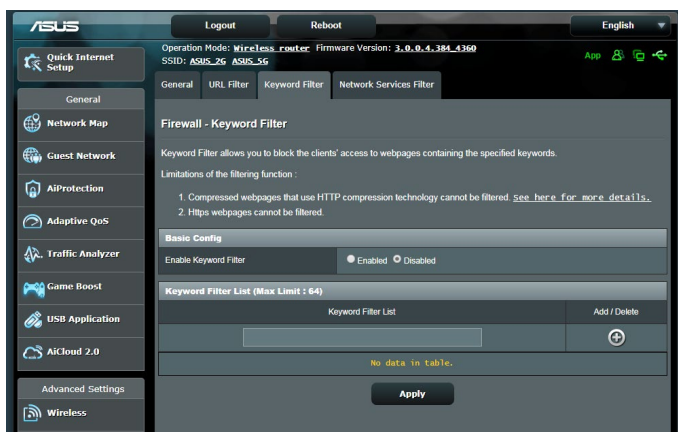 ASUS
Logout
Reboot
English
Operation Mode: Wireless router Firmware Version: 3.0.0.4.384_4360
SSID: ASUS_2G ASUS_5G
App
Quick Internet
Setup
General
Network Map
Guest Network
AiProtection
Adaptive QoS
Traffic Analyzer
Game Boost
USB Application
AiCloud 2.0
Advanced Settings
Wireless
General URL Filter Keyword Filter Network Services Filter
Firewall - Keyword Filter
Keyword Filter allows you to block the clients' access to webpages containing the specified keywords.
Limitations of the filtering function :
1. Compressed webpages that use HTTP compression technology cannot be filtered. See here for more details.
2. Https webpages cannot be filtered.
Basic Config
Enable Keyword Filter Enabled Disabled
Keyword Filter List (Max Limit : 64)
Keyword Filter List Add / Delete
No data in table.
Apply